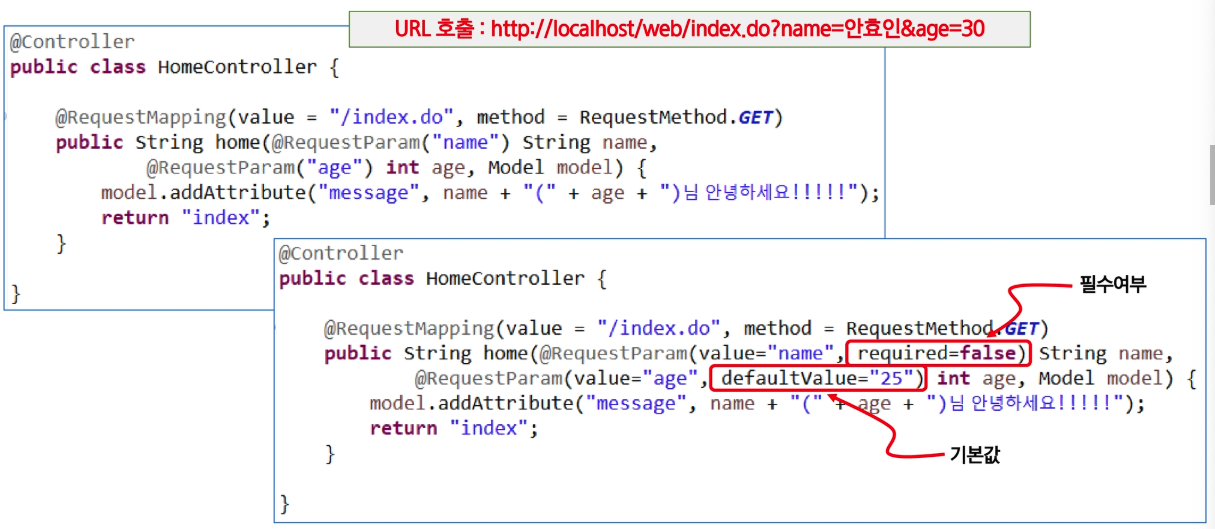 URL 호출 : http://localhost/web/index.do?name=안효인&age=30
@Controller
public class HomeController {
@RequestMapping(value = "/index.do", method = RequestMethod.GET)
public String home(@RequestParam("name") String name,
@RequestParam("age") int age, Model model) {
model.addAttribute("message", name + "(" + age + ")님 안녕하세요!!!!!");
return "index";
}
}
@Controller
public class HomeController {
필수여부
@RequestMapping(value = "/index.do", method = RequestMethod.GET)
public String home(@RequestParam(value="name", required=false) String name,
@RequestParam(value="age", defaultValue="25") int age, Model model) {
model.addAttribute("message", name + "(" + age + ")님 안녕하세요!!!!!");
return "index";
기본값
}
}